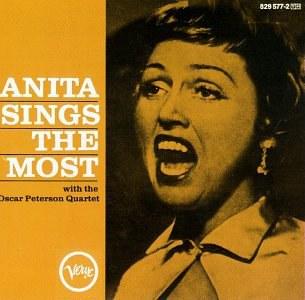 829 577-2
ANITA
SINGS
THE
MOST
with the
Oscar Peterson Quartet
Verve